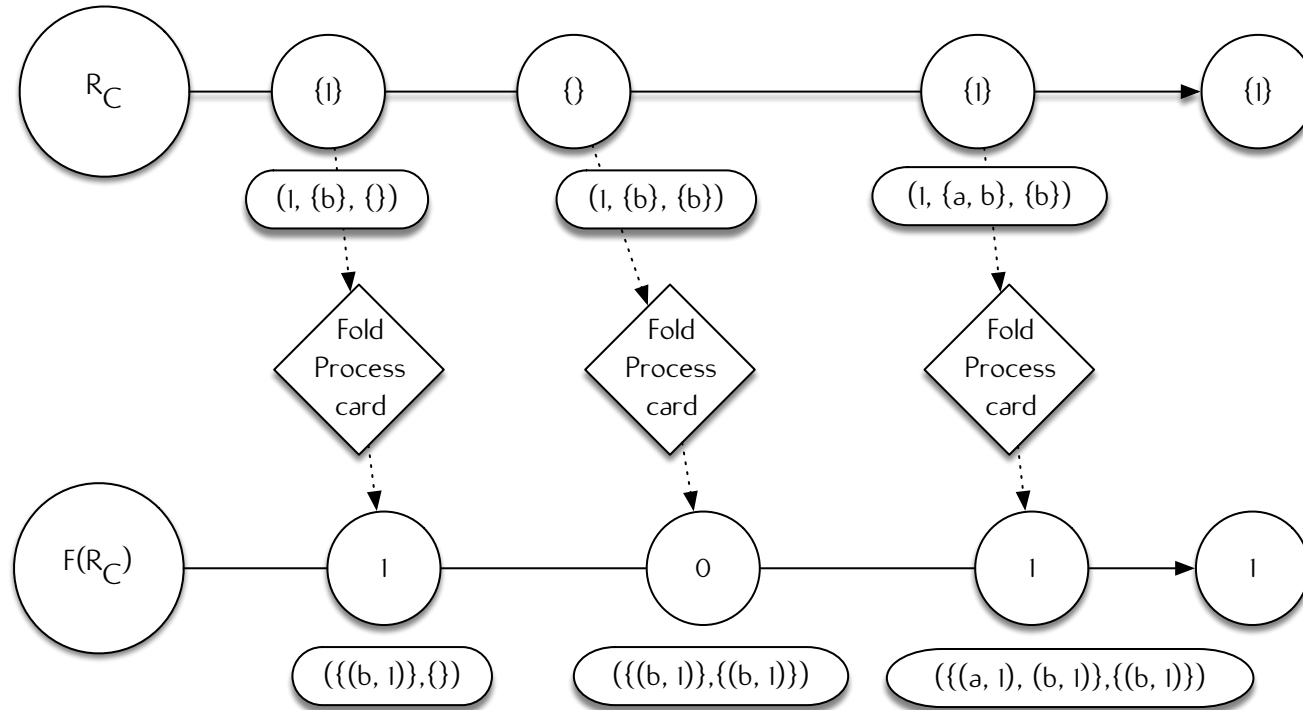 R_C
{1}
{}
{1}
{1}
(1, {b}, {})
(1, {b}, {b})
(1, {a, b}, {b})
Fold
Process
card
Fold
Process
card
Fold
Process
card
F(R_C)
1
0
1
1
({(b, 1)},{})
({(b, 1)},{(b, 1)})
({(a, 1), (b, 1)},{(b, 1)})